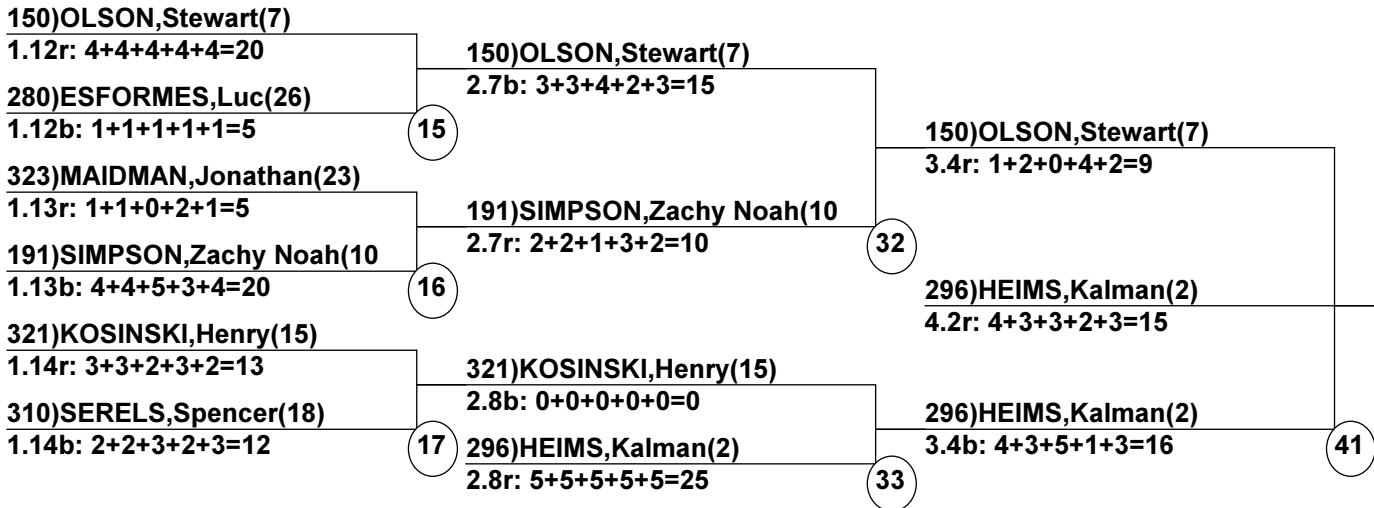 150)OLSON,Stewart(7)
1.12r: 4+4+4+4+4=20
280)ESFORMES,Luc(26)
1.12b: 1+1+1+1+1=5
15
323)MAIDMAN,Jonathan(23)
1.13r: 1+1+0+2+1=5
191)SIMPSON,Zachy Noah(10
1.13b: 4+4+5+3+4=20
16
321)KOSINSKI,Henry(15)
1.14r: 3+3+2+3+2=13
310)SERELS,Spencer(18)
1.14b: 2+2+3+2+3=12
17
150)OLSON,Stewart(7)
2.7b: 3+3+4+2+3=15
191)SIMPSON,Zachy Noah(10
2.7r: 2+2+1+3+2=10
32
321)KOSINSKI,Henry(15)
2.8b: 0+0+0+0+0=0
296)HEIMS,Kalman(2)
2.8r: 5+5+5+5+5=25
33
150)OLSON,Stewart(7)
3.4r: 1+2+0+4+2=9
296)HEIMS,Kalman(2)
4.2r: 4+3+3+2+3=15
296)HEIMS,Kalman(2)
3.4b: 4+3+5+1+3=16
41